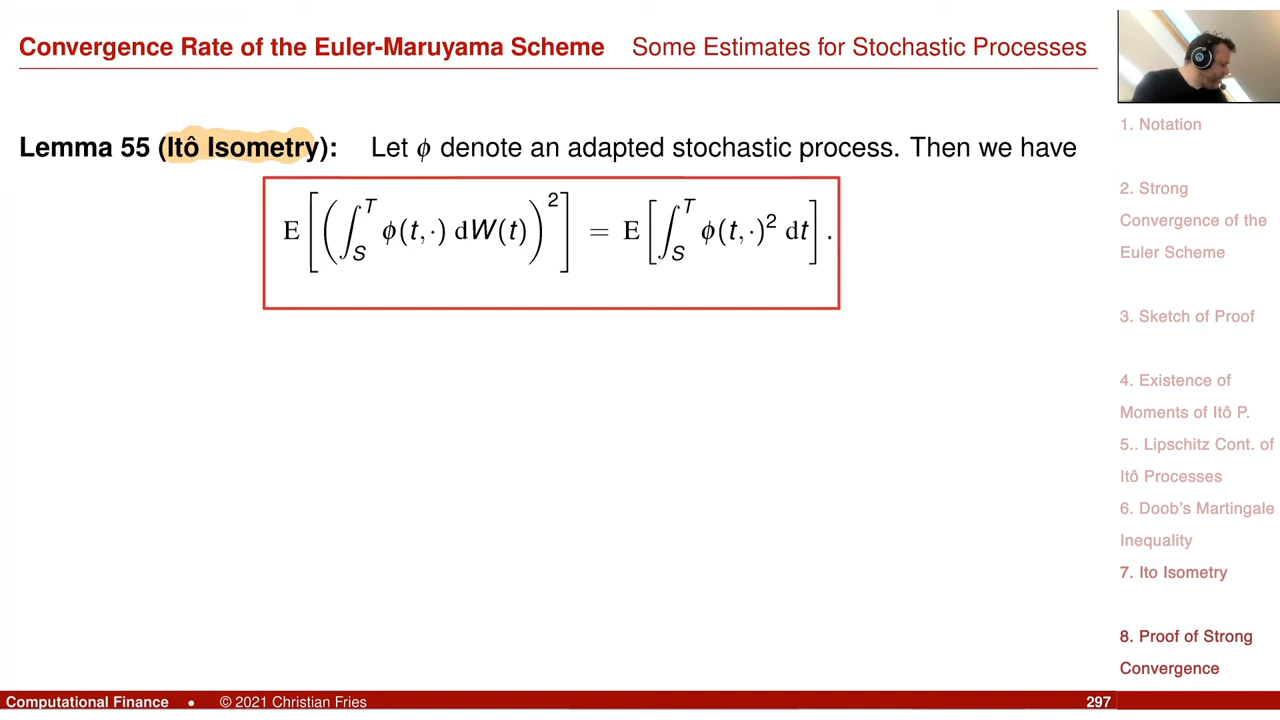 Convergence Rate of the Euler-Maruyama Scheme Some Estimates for Stochastic Processes
Lemma 55 (Itô Isometry): Let ϕ denote an adapted stochastic process. Then we have
E[(∫_S^T ϕ(t,·) dW(t))^2] = E[∫_S^T ϕ(t,·)^2 dt].
1. Notation
2. Strong
Convergence of the
Euler Scheme
3. Sketch of Proof
4. Existence of
Moments of Itô P.
5.. Lipschitz Cont. of
Itô Processes
6. Doob's Martingale
Inequality
7. Ito Isometry
8. Proof of Strong
Convergence
Computational Finance • © 2021 Christian Fries 297